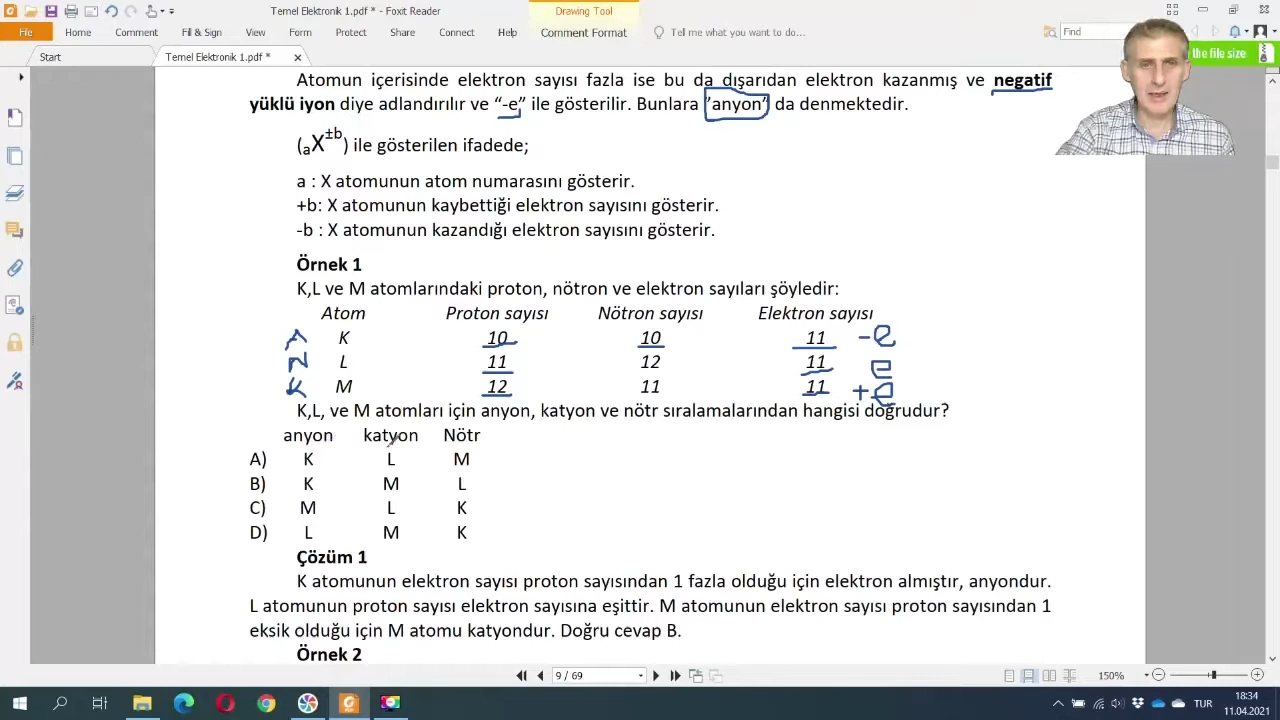 Temel Elektronik 1.pdf * - Foxit Reader
Drawing Tool
File Home Comment Fill & Sign View Form Protect Share Connect Help Comment Format Tell me what you want to do... Find
the file size
Start Temel Elektronik 1.pdf *
Atomun içerisinde elektron sayısı fazla ise bu da dışarıdan elektron kazanmış ve negatif
yüklü iyon diye adlandırılır ve “-e” ile gösterilir. Bunlara ”anyon” da denmektedir.
(aX±b) ile gösterilen ifadede;
a : X atomunun atom numarasını gösterir.
+b: X atomunun kaybettiği elektron sayısını gösterir.
-b : X atomunun kazandığı elektron sayısını gösterir.
Örnek 1
K,L ve M atomlarındaki proton, nötron ve elektron sayıları şöyledir:
Atom Proton sayısı Nötron sayısı Elektron sayısı
A K 10 10 11 -e
N L 11 12 11 e
K M 12 11 11 +e
K,L, ve M atomları için anyon, katyon ve nötr sıralamalarından hangisi doğrudur?
anyon katyon Nötr
A) K L M
B) K M L
C) M L K
D) L M K
Çözüm 1
K atomunun elektron sayısı proton sayısından 1 fazla olduğu için elektron almıştır, anyondur.
L atomunun proton sayısı elektron sayısına eşittir. M atomunun elektron sayısı proton sayısından 1
eksik olduğu için M atomu katyondur. Doğru cevap B.
Örnek 2
9 / 69 150%
TUR 18:34
11.04.2021